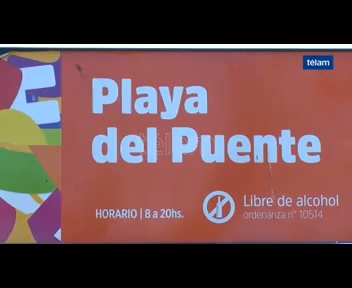 télam
Playa
del Puente
HORARIO | 8 a 20hs.
Libre de alcohol
ordenanza n° 10514